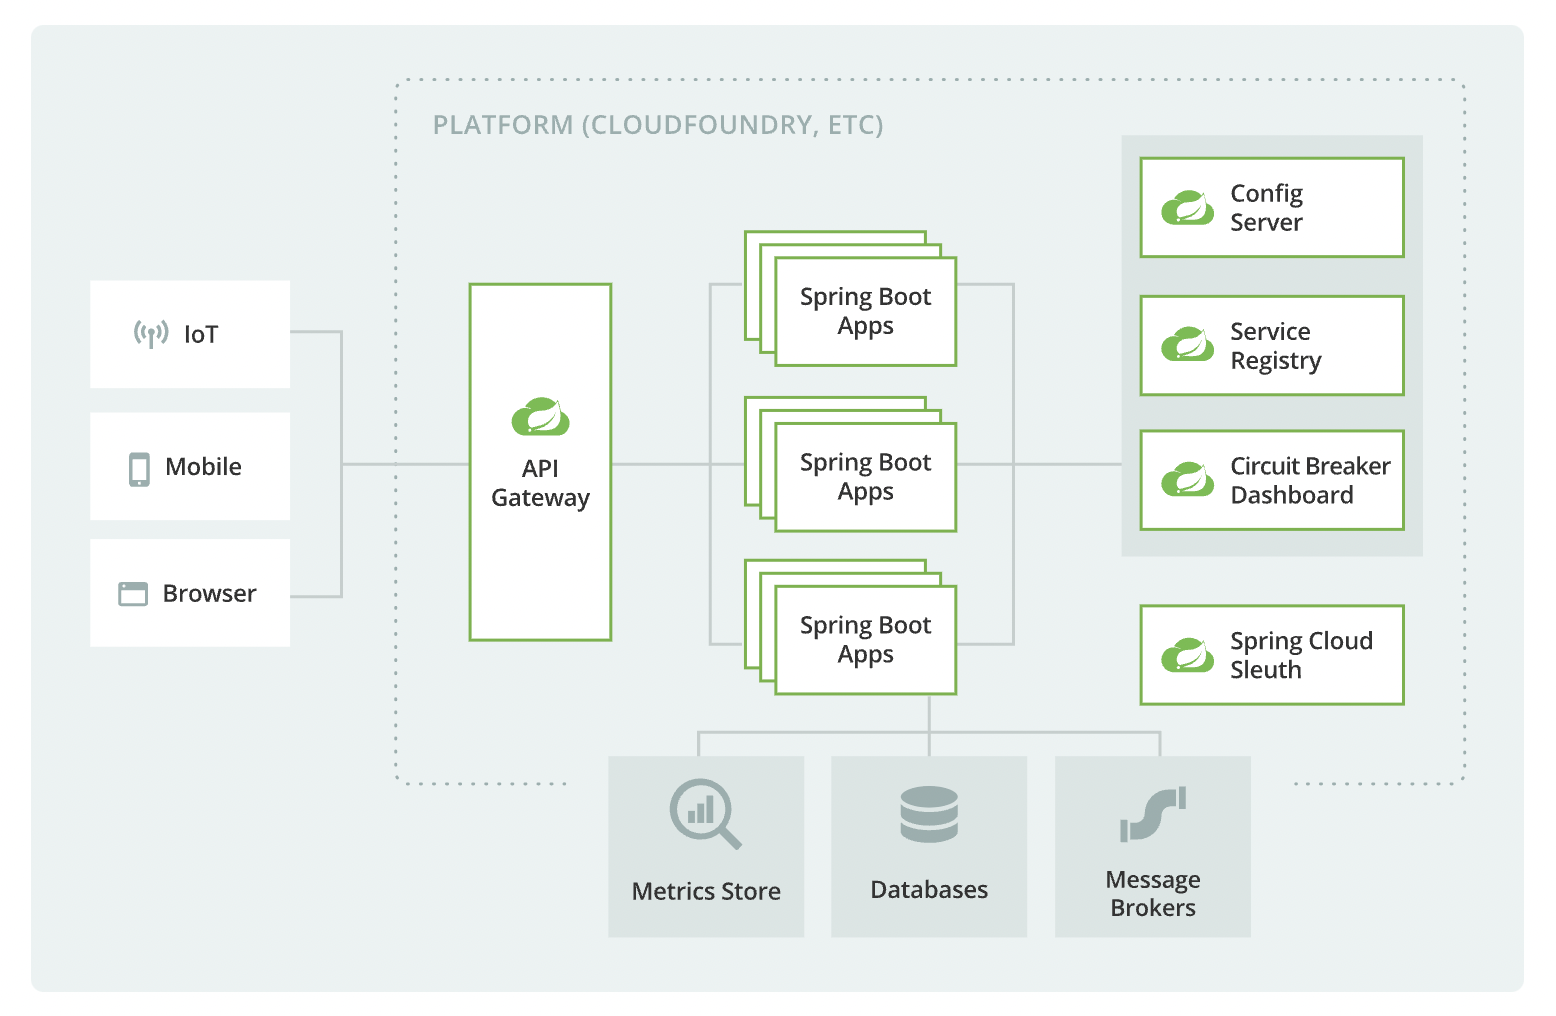 PLATFORM (CLOUDFOUNDRY, ETC)
IoT
Mobile
Browser
API
Gateway
Spring Boot
Apps
Spring Boot
Apps
Spring Boot
Apps
Config
Server
Service
Registry
Circuit Breaker
Dashboard
Spring Cloud
Sleuth
Metrics Store
Databases
Message
Brokers